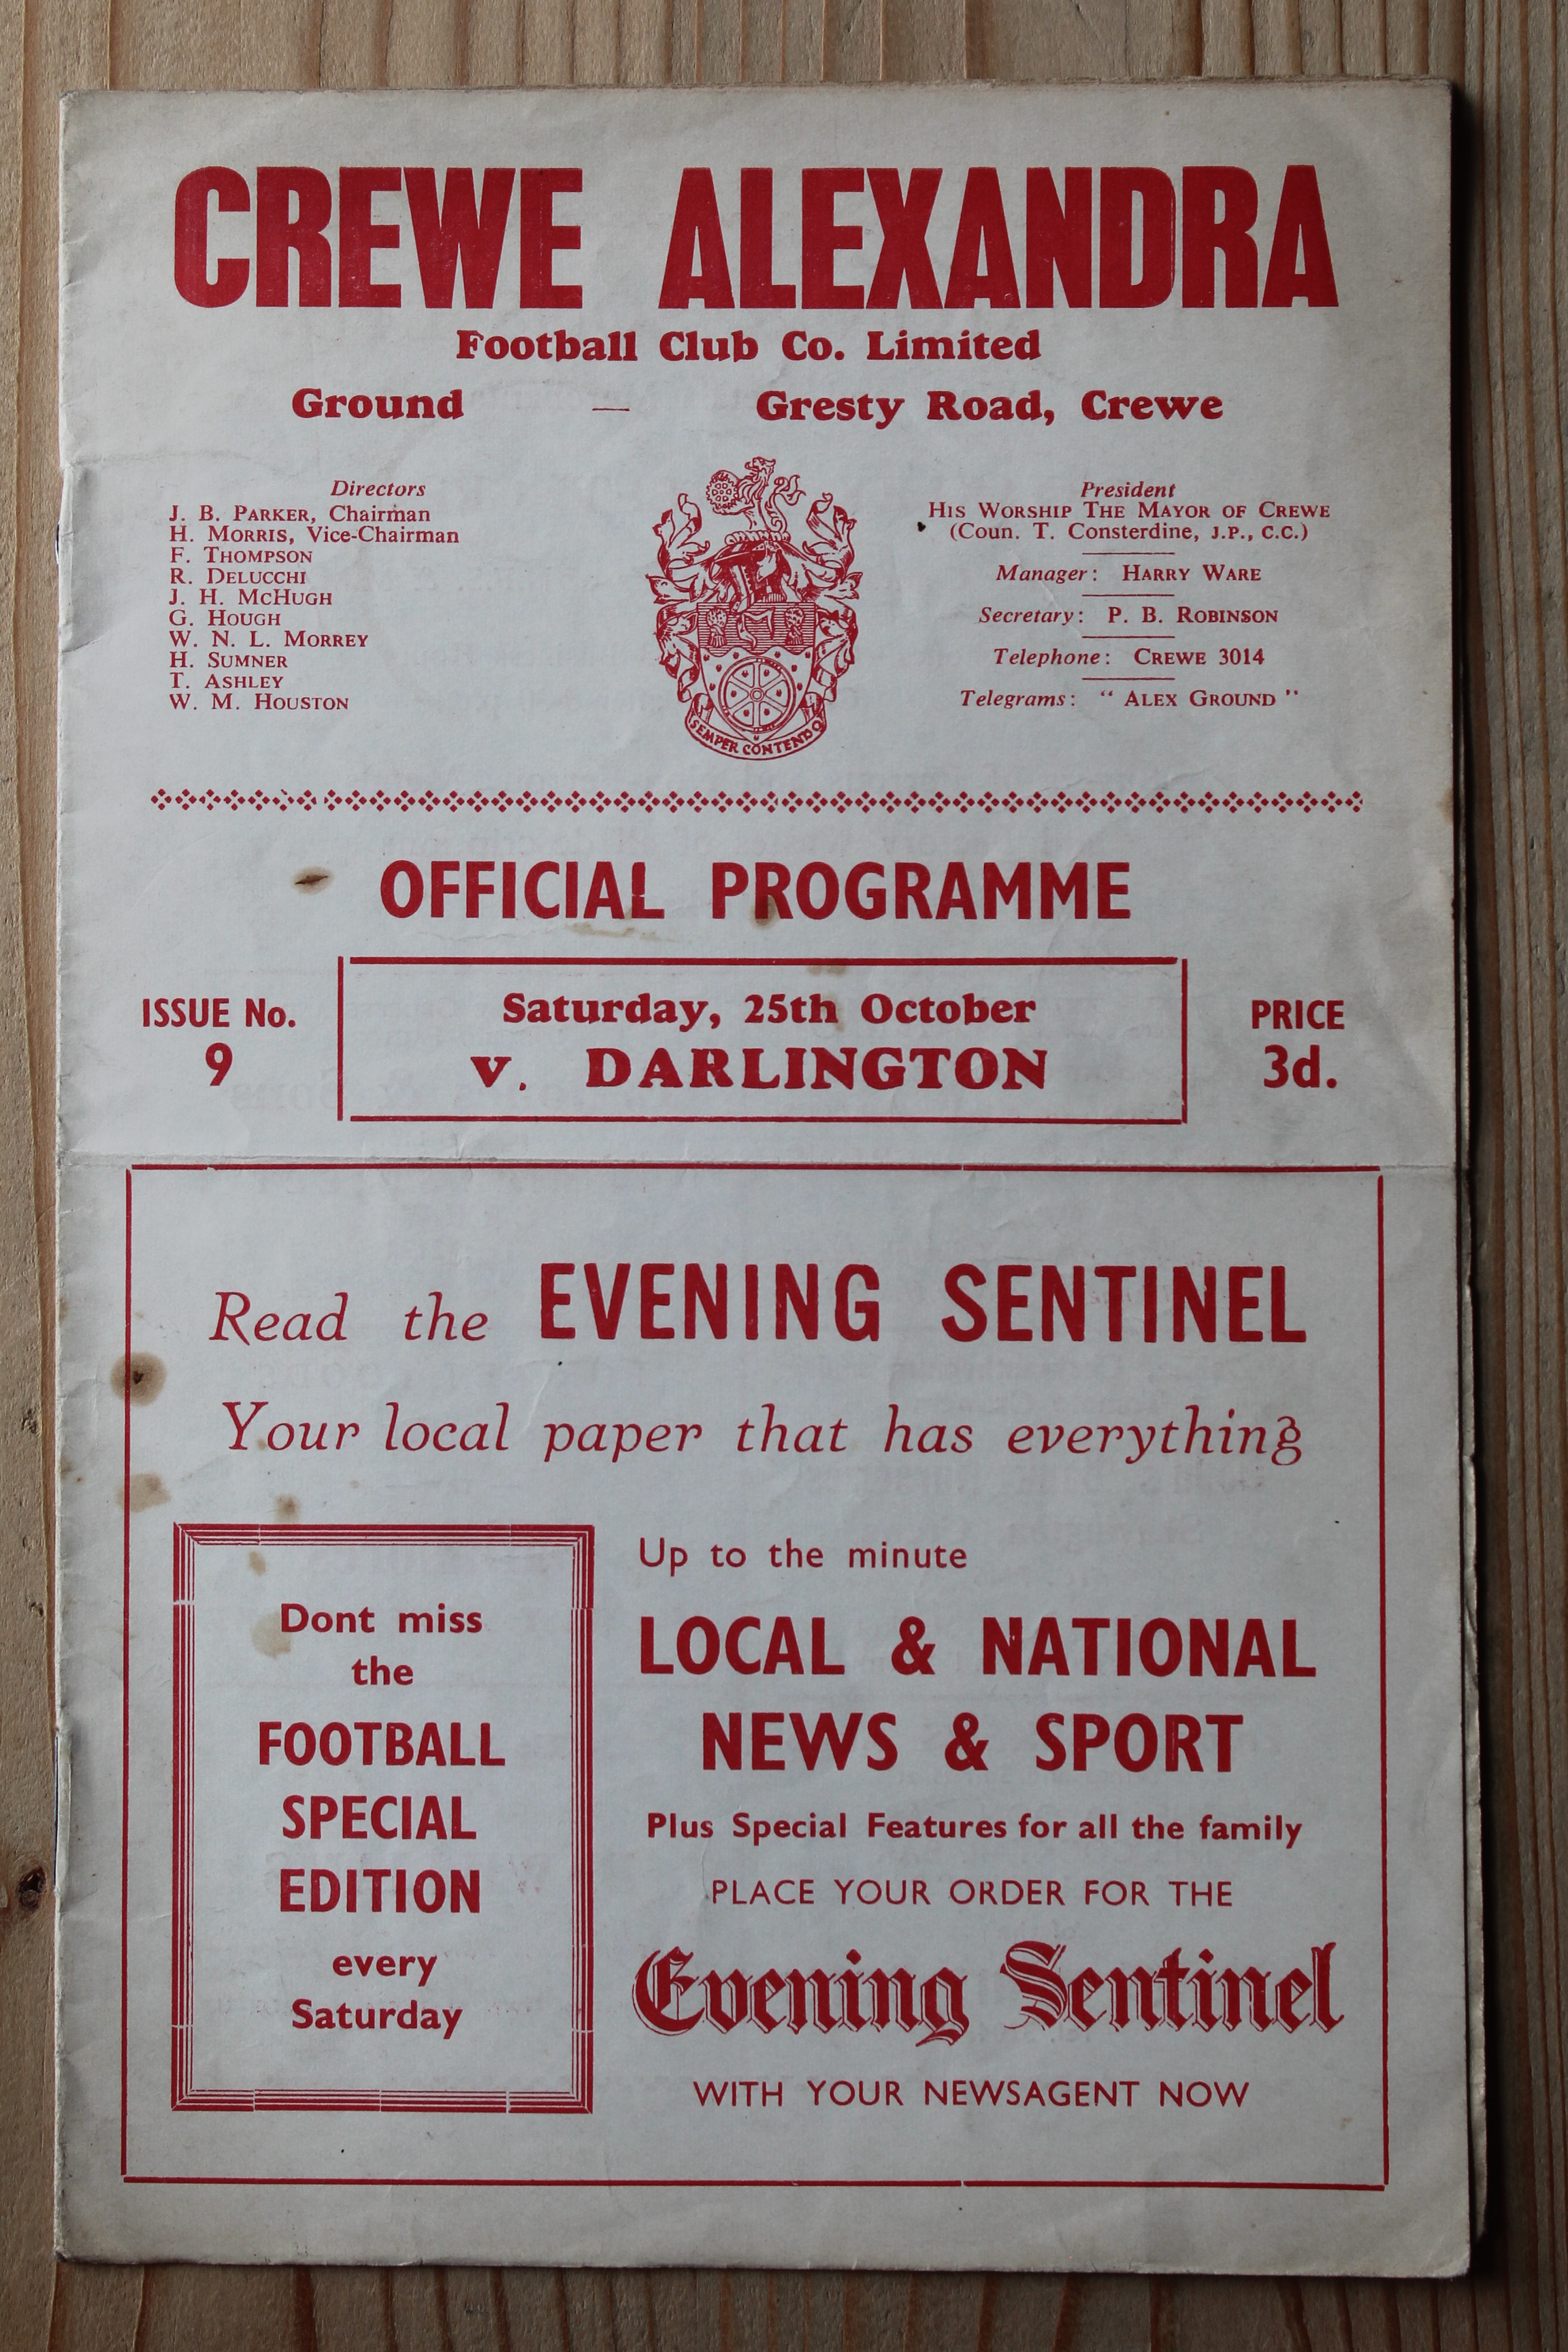 CREWE ALEXANDRA
Football Club Co. Limited
Ground — Gresty Road, Crewe
Directors
J. B. PARKER, Chairman
H. MORRIS, Vice-Chairman
F. THOMPSON
R. DELUCCHI
J. H. McHUGH
G. HOUGH
W. N. L. MORREY
H. SUMNER
T. ASHLEY
W. M. HOUSTON
SEMPER CONTENDO
President
HIS WORSHIP THE MAYOR OF CREWE
(Coun. T. Consterdine, J.P., C.C.)
Manager: HARRY WARE
Secretary: P. B. ROBINSON
Telephone: CREWE 3014
Telegrams: "ALEX GROUND"
OFFICIAL PROGRAMME
ISSUE No.
9
Saturday, 25th October
v. DARLINGTON
PRICE
3d.
Read the EVENING SENTINEL
Your local paper that has everything
Dont miss
the
FOOTBALL
SPECIAL
EDITION
every
Saturday
Up to the minute
LOCAL & NATIONAL
NEWS & SPORT
Plus Special Features for all the family
PLACE YOUR ORDER FOR THE
Evening Sentinel
WITH YOUR NEWSAGENT NOW